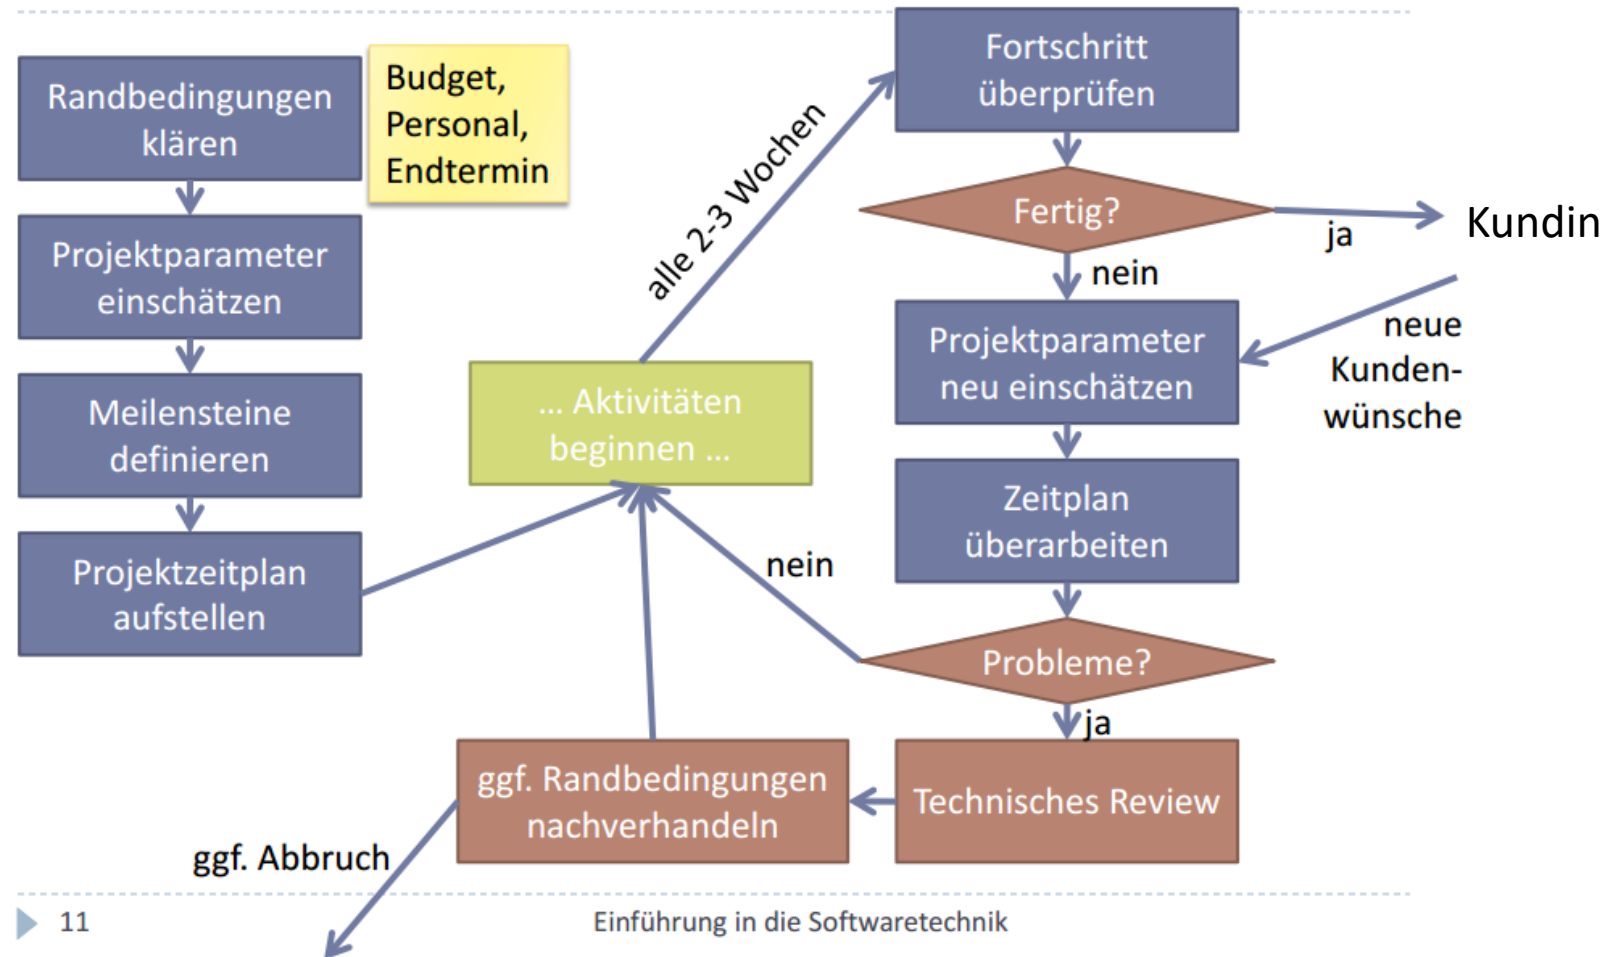 Randbedingungen
klären
Budget,
Personal,
Endtermin
Projektparameter
einschätzen
Meilensteine
definieren
Projektzeitplan
aufstellen
... Aktivitäten
beginnen ...
alle 2-3 Wochen
Fortschritt
überprüfen
Fertig?
ja
Kundin
nein
neue
Kunden-
wünsche
Projektparameter
neu einschätzen
Zeitplan
überarbeiten
Probleme?
nein
ja
Technisches Review
ggf. Randbedingungen
nachverhandeln
ggf. Abbruch
11
Einführung in die Softwaretechnik